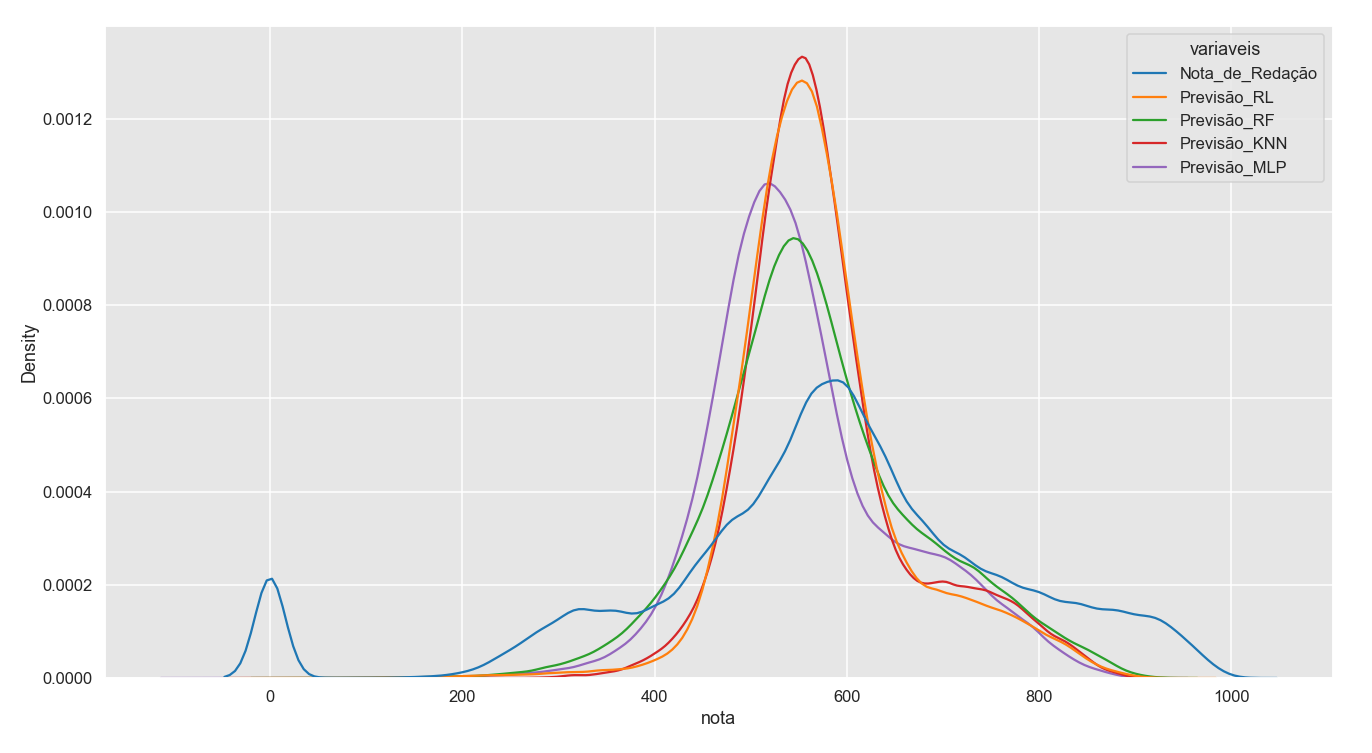 variaveis
Nota_de_Redação
Previsão_RL
Previsão_RF
Previsão_KNN
Previsão_MLP
Density
0.0012
0.0010
0.0008
0.0006
0.0004
0.0002
0.0000
0 200 400 600 800 1000
nota